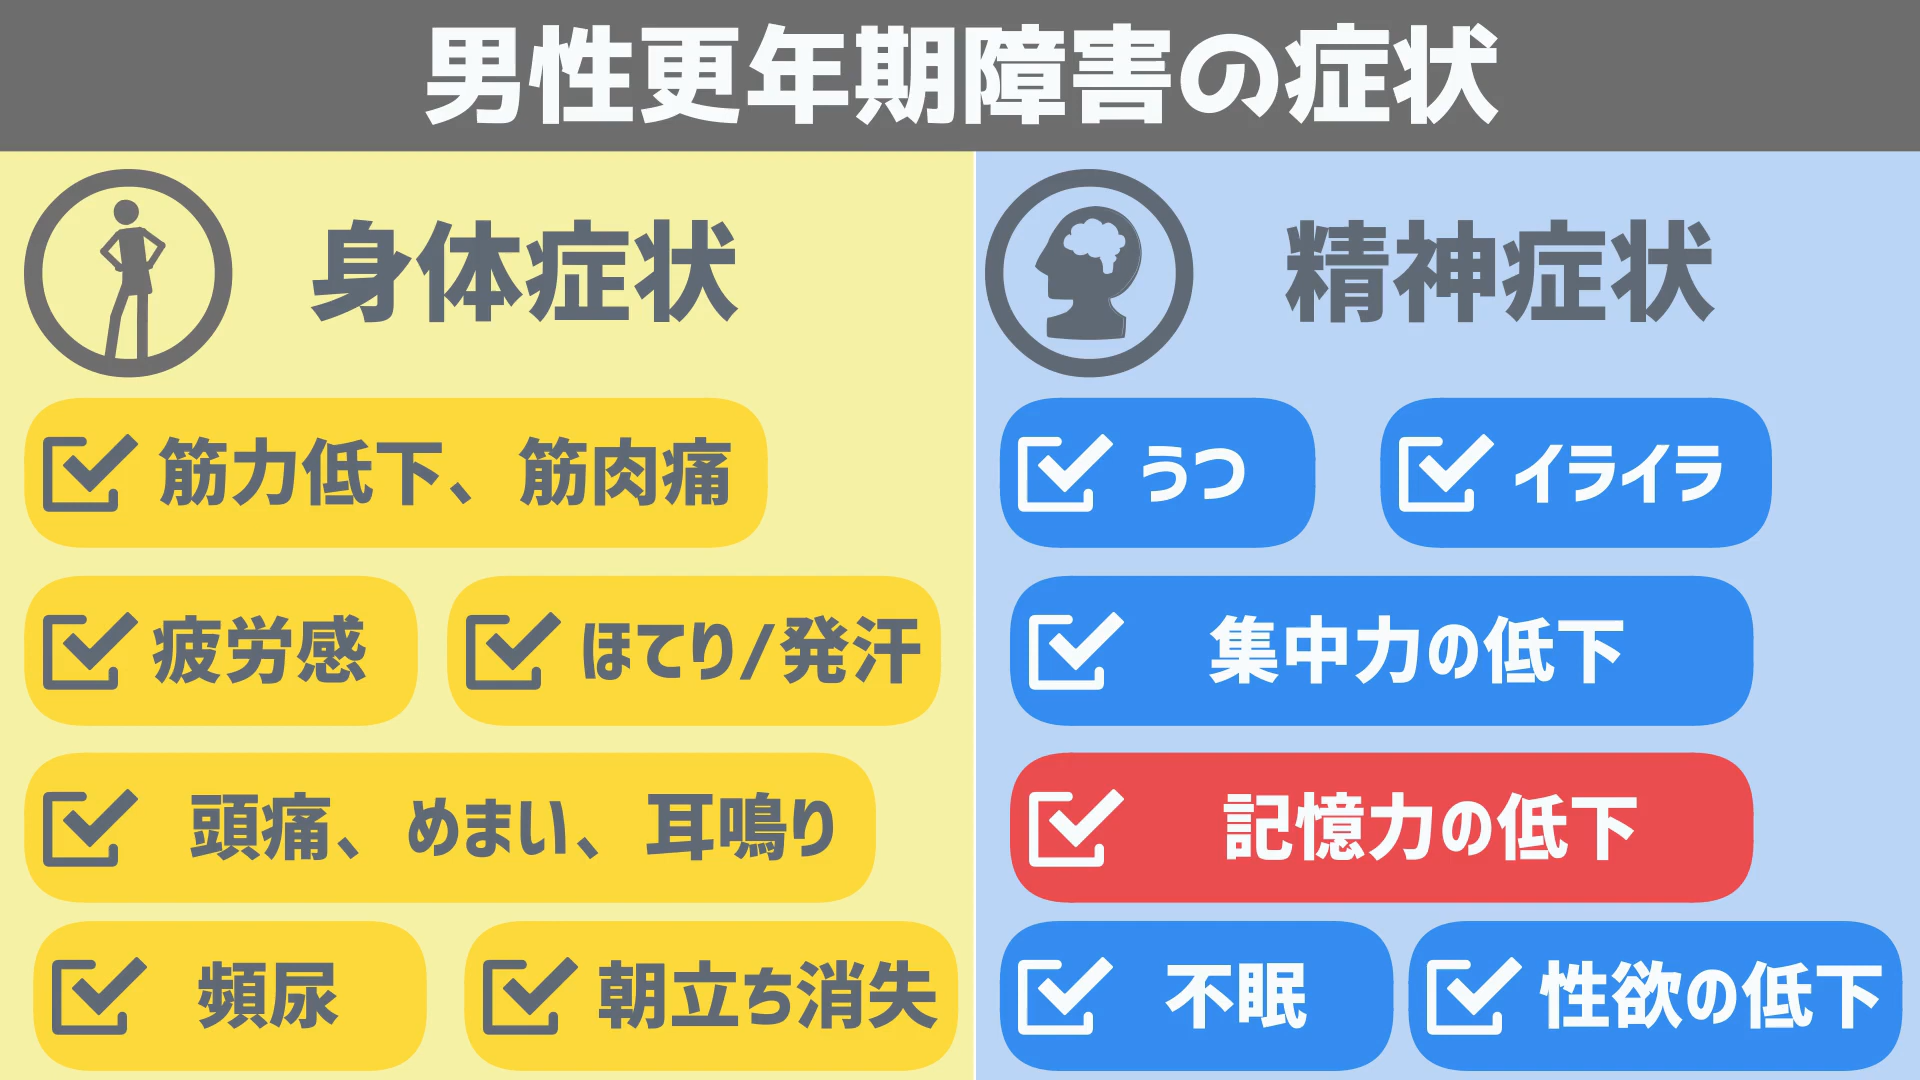 男性更年期障害の症状
身体症状
筋力低下、筋肉痛
疲労感
ほてり/発汗
頭痛、めまい、耳鳴り
頻尿
朝立ち消失
精神症状
うつ
イライラ
集中力の低下
記憶力の低下
不眠
性欲の低下